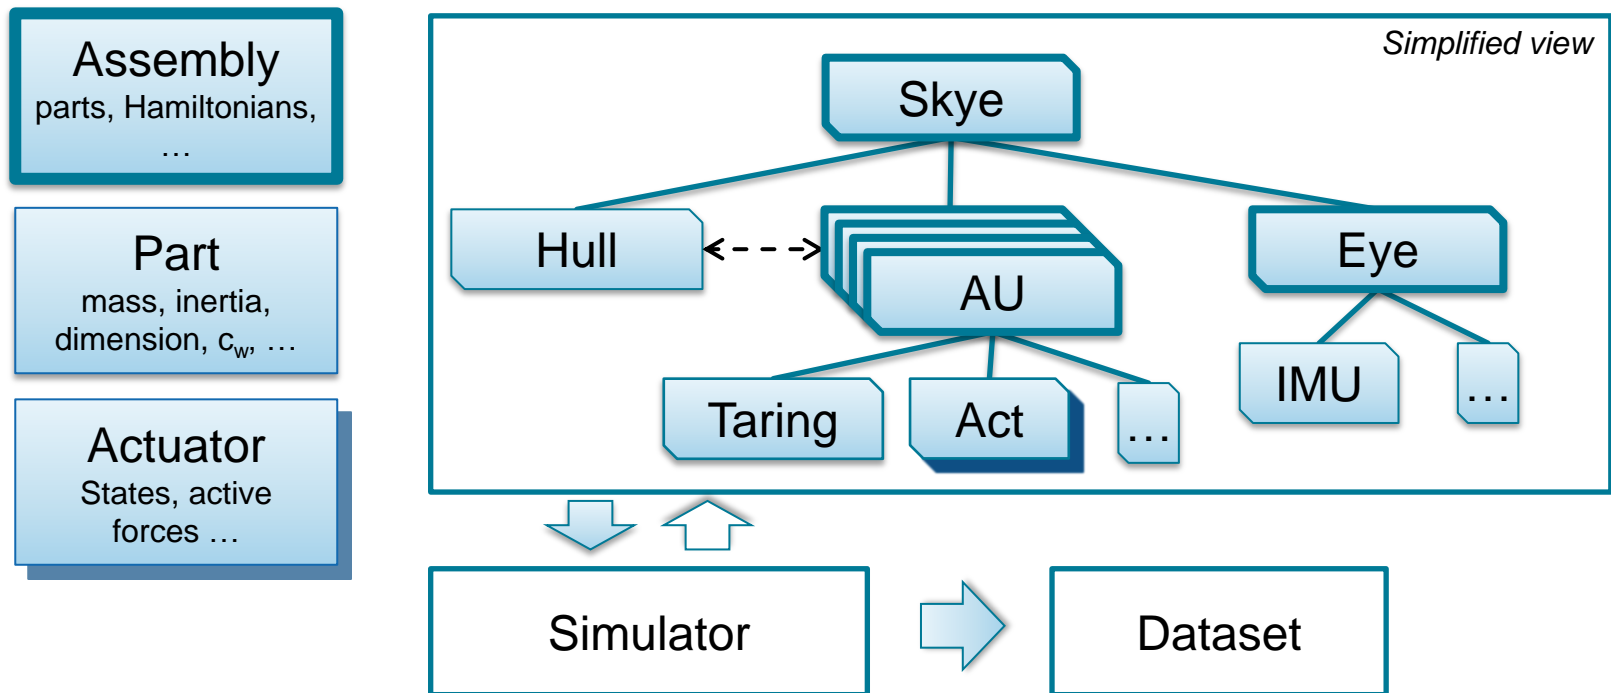 Assembly
parts, Hamiltonians,
…
Part
mass, inertia,
dimension, cw, …
Actuator
States, active
forces …
Simplified view
Skye
Hull
AU
Eye
Taring
Act
…
IMU
…
Simulator
Dataset